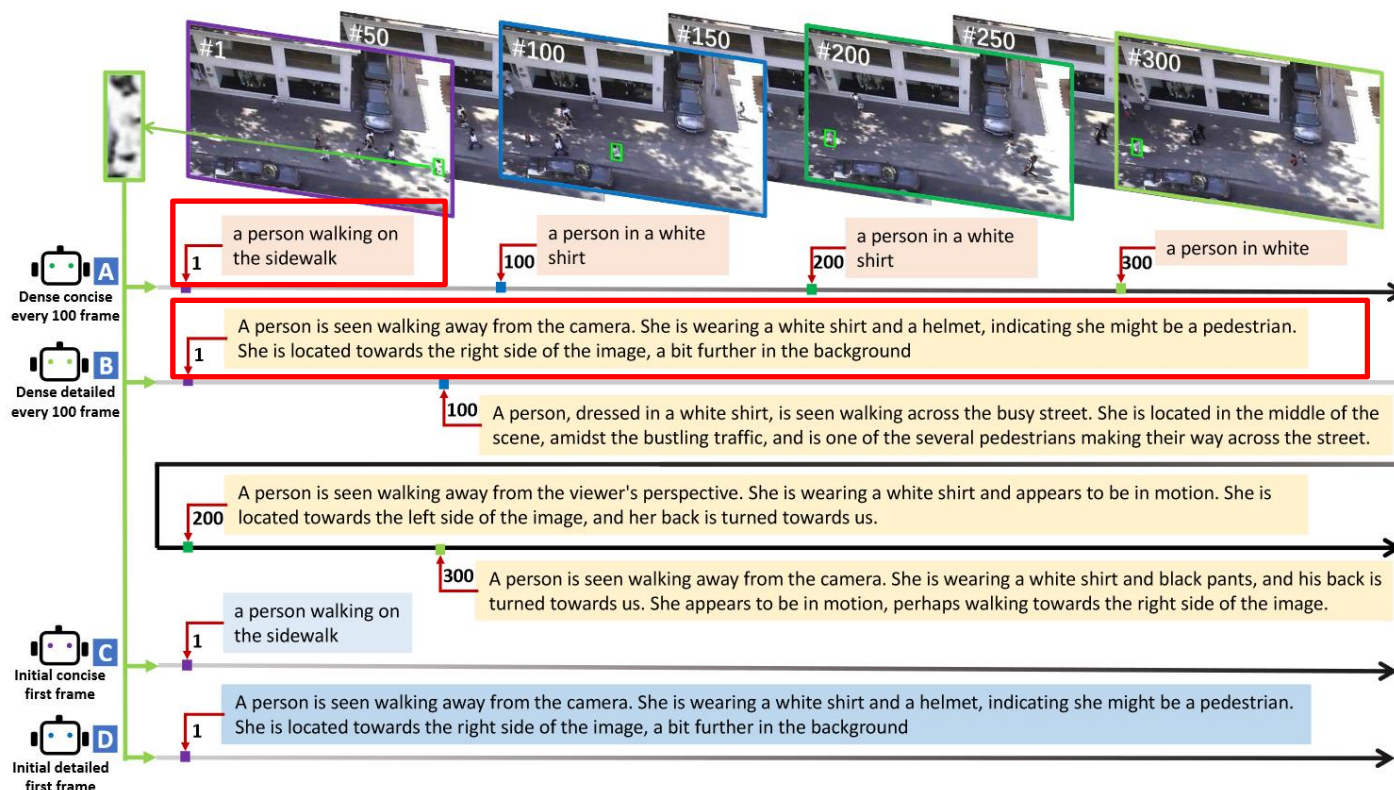 #1
#50
#100
#150
#200
#250
#300
a person walking on
the sidewalk
1
a person in a white
shirt
100
a person in a white
shirt
200
a person in white
300
A
Dense concise
every 100 frame
A person is seen walking away from the camera. She is wearing a white shirt and a helmet, indicating she might be a pedestrian.
She is located towards the right side of the image, a bit further in the background
1
B
Dense detailed
every 100 frame
100
A person, dressed in a white shirt, is seen walking across the busy street. She is located in the middle of the
scene, amidst the bustling traffic, and is one of the several pedestrians making their way across the street.
A person is seen walking away from the viewer's perspective. She is wearing a white shirt and appears to be in motion. She is
located towards the left side of the image, and her back is turned towards us.
200
300
A person is seen walking away from the camera. She is wearing a white shirt and black pants, and his back is
turned towards us. She appears to be in motion, perhaps walking towards the right side of the image.
a person walking on
the sidewalk
1
C
Initial concise
first frame
A person is seen walking away from the camera. She is wearing a white shirt and a helmet, indicating she might be a pedestrian.
She is located towards the right side of the image, a bit further in the background
1
D
Initial detailed
first frame